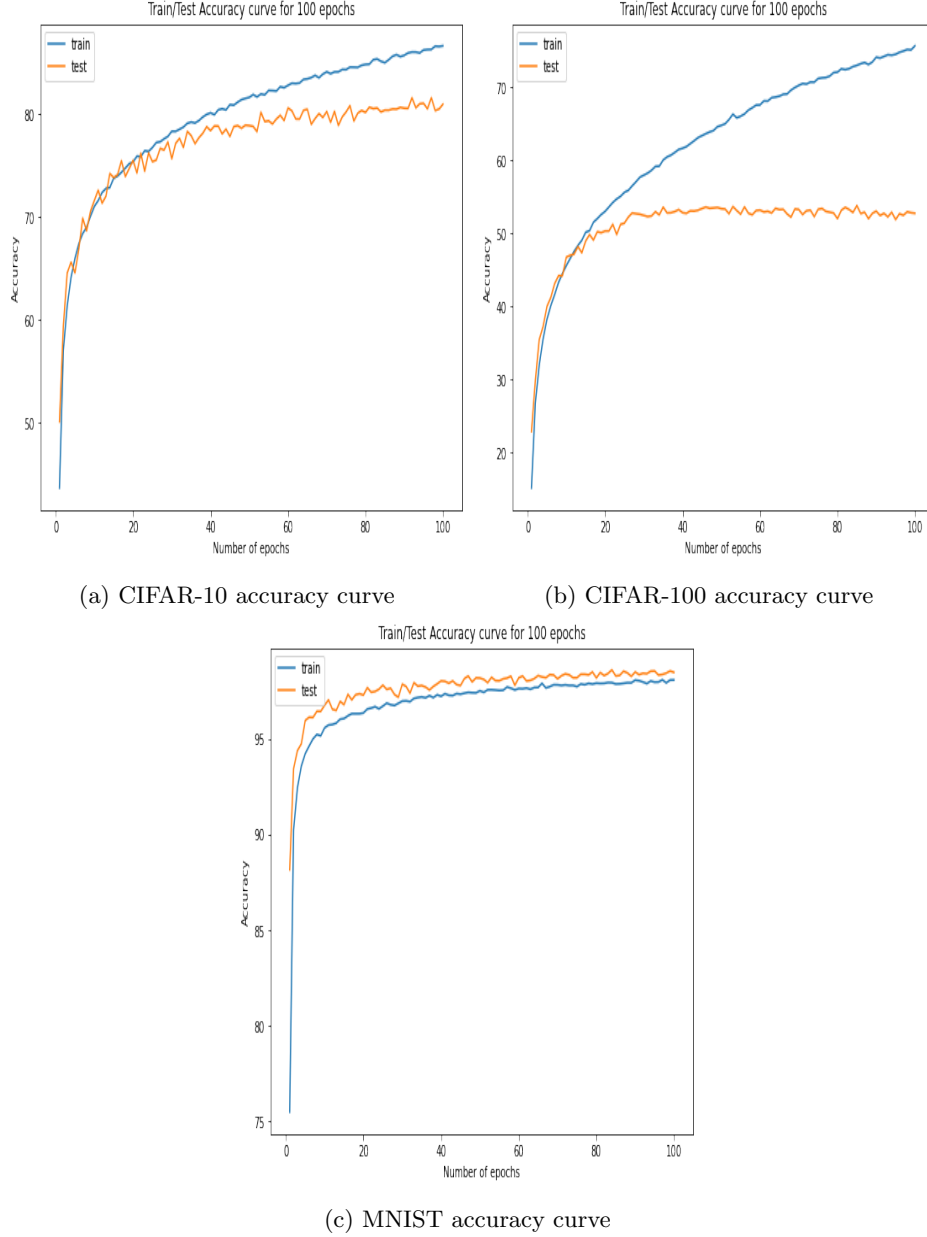 Train/Test Accuracy curve for 100 epochs
train
test
80
70
60
50
Accuracy
0 20 40 60 80 100
Number of epochs
(a) CIFAR-10 accuracy curve
Train/Test Accuracy curve for 100 epochs
train
test
70
60
50
40
30
20
Accuracy
0 20 40 60 80 100
Number of epochs
(b) CIFAR-100 accuracy curve
Train/Test Accuracy curve for 100 epochs
train
test
95
90
85
80
75
Accuracy
0 20 40 60 80 100
Number of epochs
(c) MNIST accuracy curve